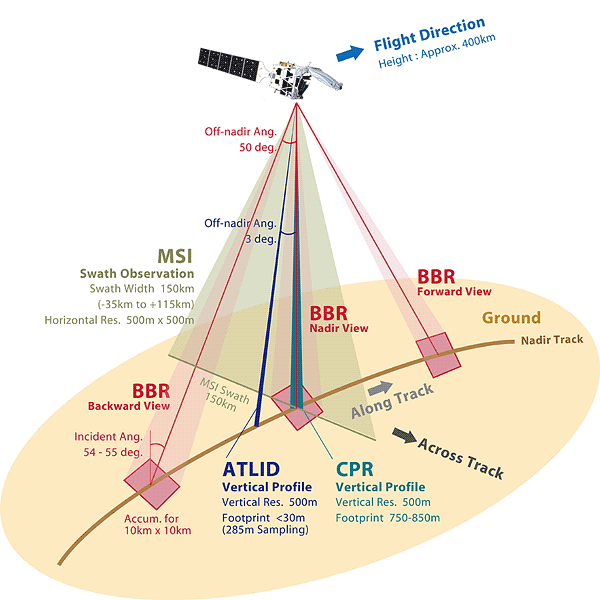 Flight Direction
Height : Approx. 400km
Off-nadir Ang.
50 deg.
Off-nadir Ang.
3 deg.
MSI
Swath Observation
Swath Width 150km
(-35km to +115km)
Horizontal Res. 500m x 500m
BBR
Forward View
BBR
Nadir View
Ground
Nadir Track
BBR
Backward View
MSI Swath
150km
Along Track
Across Track
Incident Ang.
54 - 55 deg.
Accum. for
10km x 10km
ATLID
Vertical Profile
Vertical Res. 500m
Footprint <30m
(285m Sampling)
CPR
Vertical Profile
Vertical Res. 500m
Footprint 750-850m